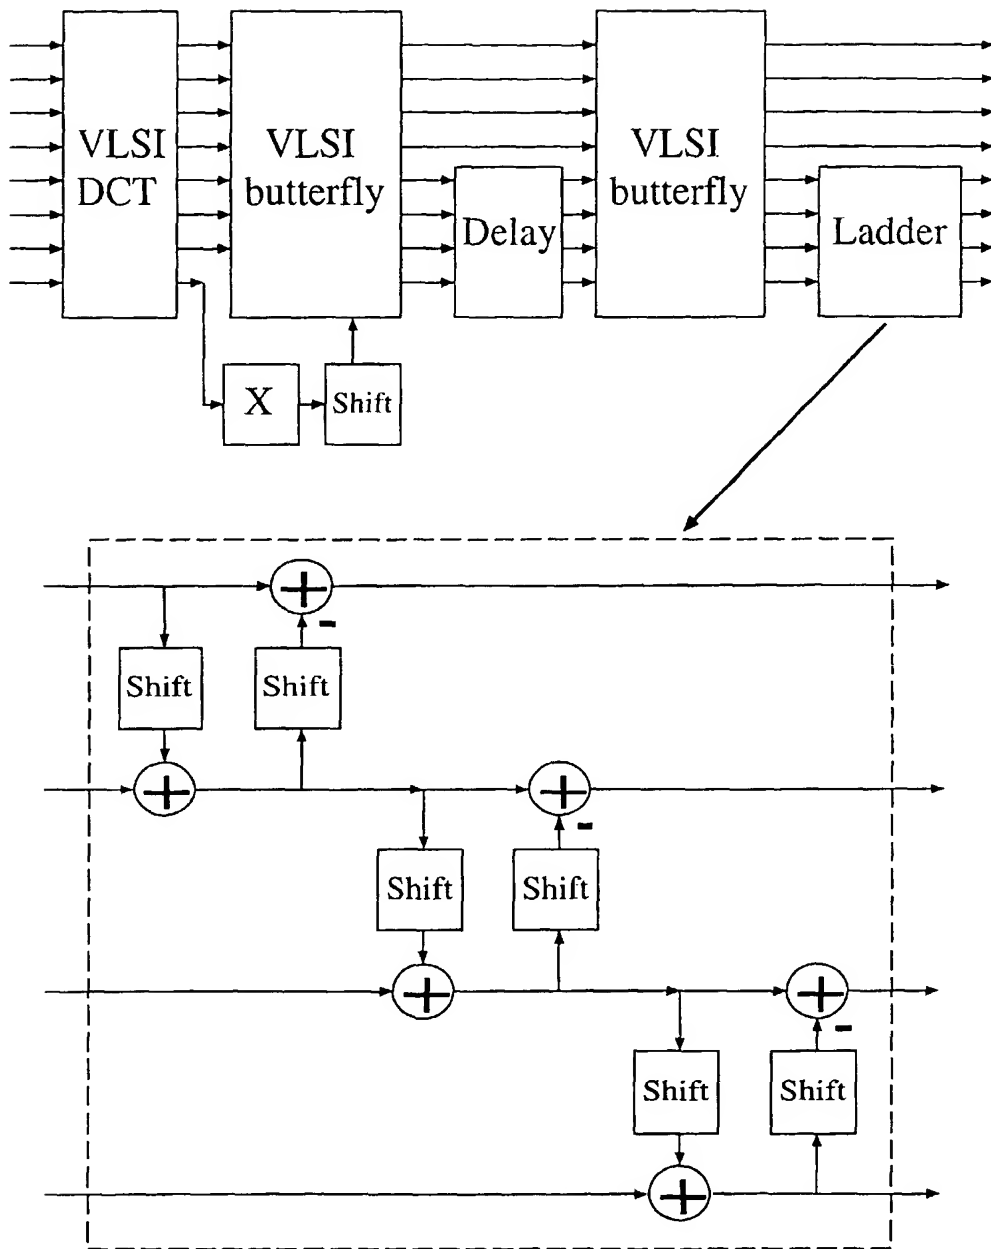 VLSI
DCT
VLSI
butterfly
Delay
VLSI
butterfly
Ladder
X
Shift
+
-
Shift
Shift
+
+
-
Shift
Shift
+
+
-
Shift
Shift
+